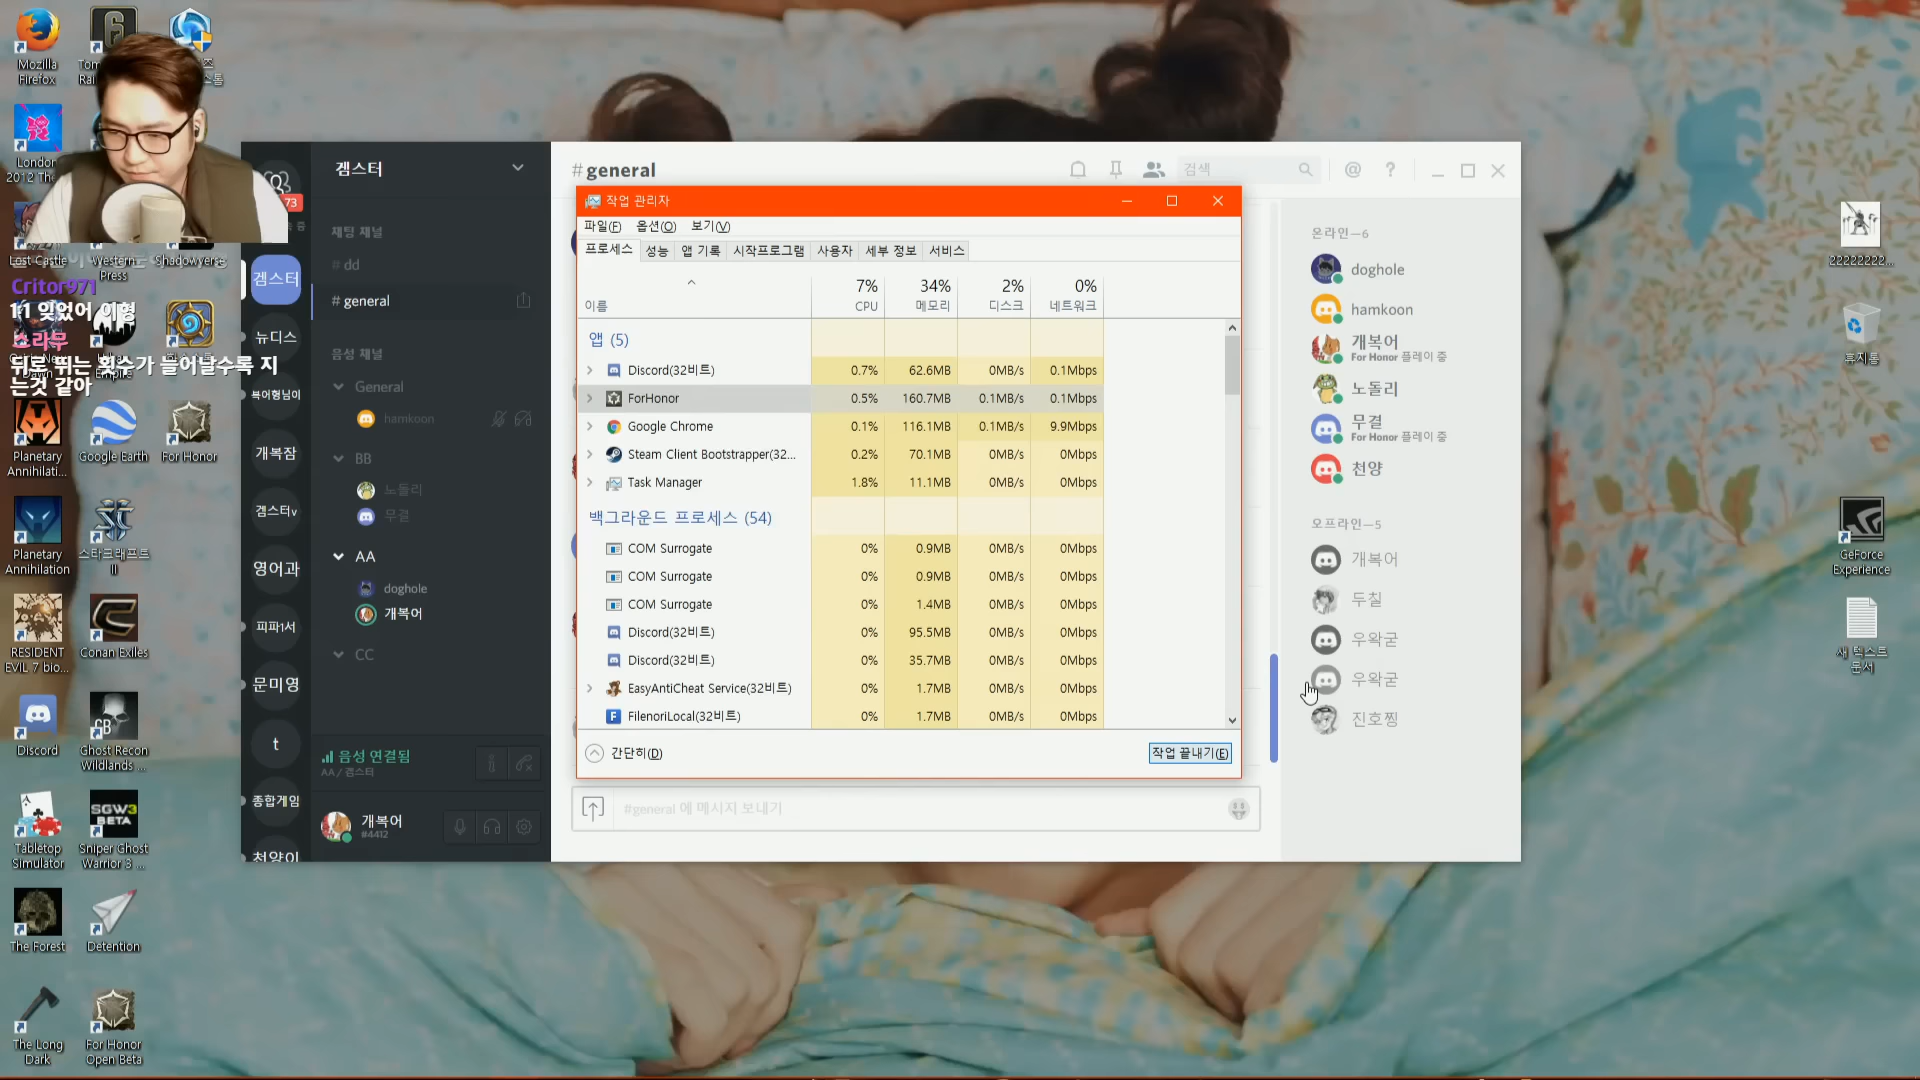 Mozilla
Firefox
London
2012 The
Lost Castle
Western
Press
Shadowverse
Critor971
11 잊었어 이형
쓰라무
뒤로 뛰는 횟수가 늘어날수록 지
는것 같아
Planetary
Annihilati...
Google Earth
For Honor
Planetary
Annihilation
스타크래프트
II
RESIDENT
EVIL 7 bio...
Conan Exiles
Discord
Ghost Recon
Wildlands ...
Tabletop
Simulator
Sniper Ghost
Warrior 3 ...
The Forest
Detention
The Long
Dark
For Honor
Open Beta
73
겜스터
뉴디스
복어형님이
개복잠
겜스터v
영어과
피파1서
문미영
t
종합게임
천양이
겜스터
채팅 채널
# dd
# general
음성 채널
General
hamkoon
BB
노돌리
무결
AA
doghole
개복어
CC
음성 연결됨
AA / 겜스터
개복어
#4412
# general
검색
작업 관리자
파일(F) 옵션(O) 보기(V)
프로세스 성능 앱 기록 시작프로그램 사용자 세부 정보 서비스
7% 34% 2% 0%
이름 CPU 메모리 디스크 네트워크
앱 (5)
Discord(32비트) 0.7% 62.6MB 0MB/s 0.1Mbps
ForHonor 0.5% 160.7MB 0.1MB/s 0.1Mbps
Google Chrome 0.1% 116.1MB 0.1MB/s 9.9Mbps
Steam Client Bootstrapper(32... 0.2% 70.1MB 0MB/s 0Mbps
Task Manager 1.8% 11.1MB 0MB/s 0Mbps
백그라운드 프로세스 (54)
COM Surrogate 0% 0.9MB 0MB/s 0Mbps
COM Surrogate 0% 0.9MB 0MB/s 0Mbps
COM Surrogate 0% 1.4MB 0MB/s 0Mbps
Discord(32비트) 0% 95.5MB 0MB/s 0Mbps
Discord(32비트) 0% 35.7MB 0MB/s 0Mbps
EasyAntiCheat Service(32비트) 0% 1.7MB 0MB/s 0Mbps
FilenoriLocal(32비트) 0% 1.7MB 0MB/s 0Mbps
간단히(D)
작업 끝내기(E)
#general 에 메시지 보내기
온라인—6
doghole
hamkoon
개복어
For Honor 플레이 중
노돌리
무결
For Honor 플레이 중
천양
오프라인—5
개복어
두칠
우왁굳
우왁굳
진호찡
22222222...
휴지통
GeForce
Experience
새 텍스트
문서